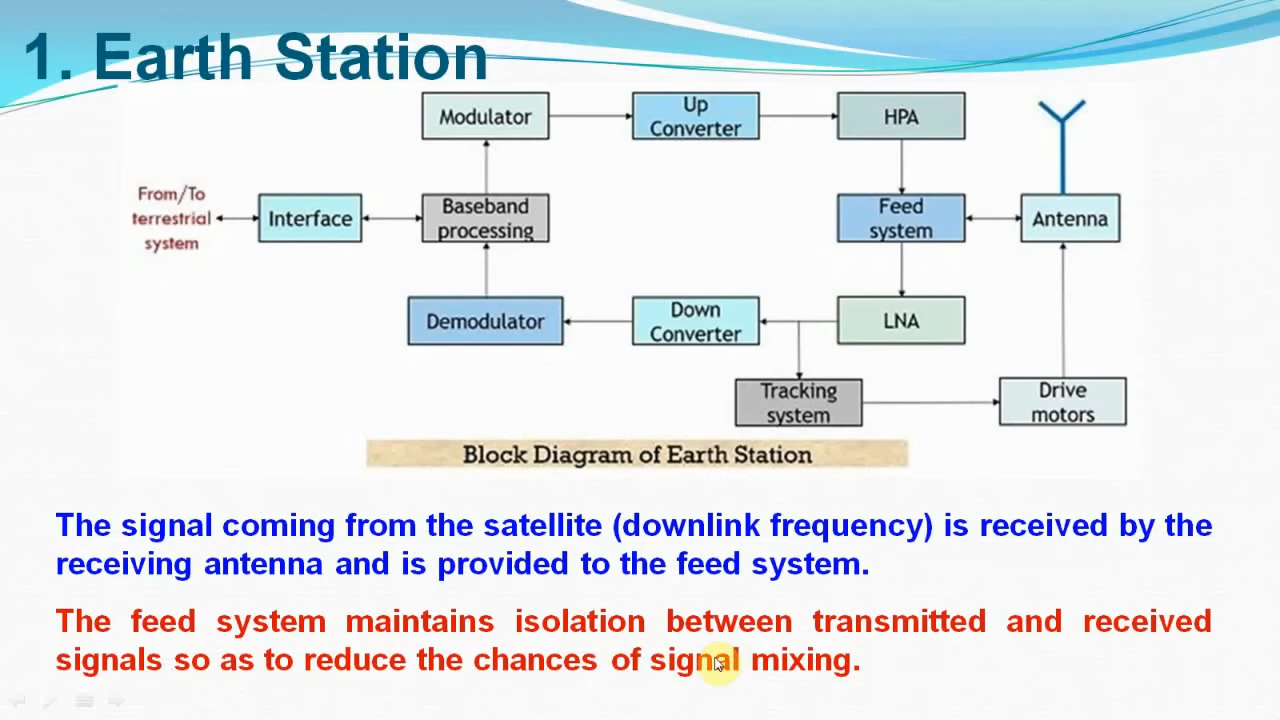 1. Earth Station
Modulator
Up
Converter
HPA
From/To
terrestrial
system
Interface
Baseband
processing
Feed
system
Antenna
Demodulator
Down
Converter
LNA
Tracking
system
Drive
motors
Block Diagram of Earth Station
The signal coming from the satellite (downlink frequency) is received by the
receiving antenna and is provided to the feed system.
The feed system maintains isolation between transmitted and received
signals so as to reduce the chances of signal mixing.